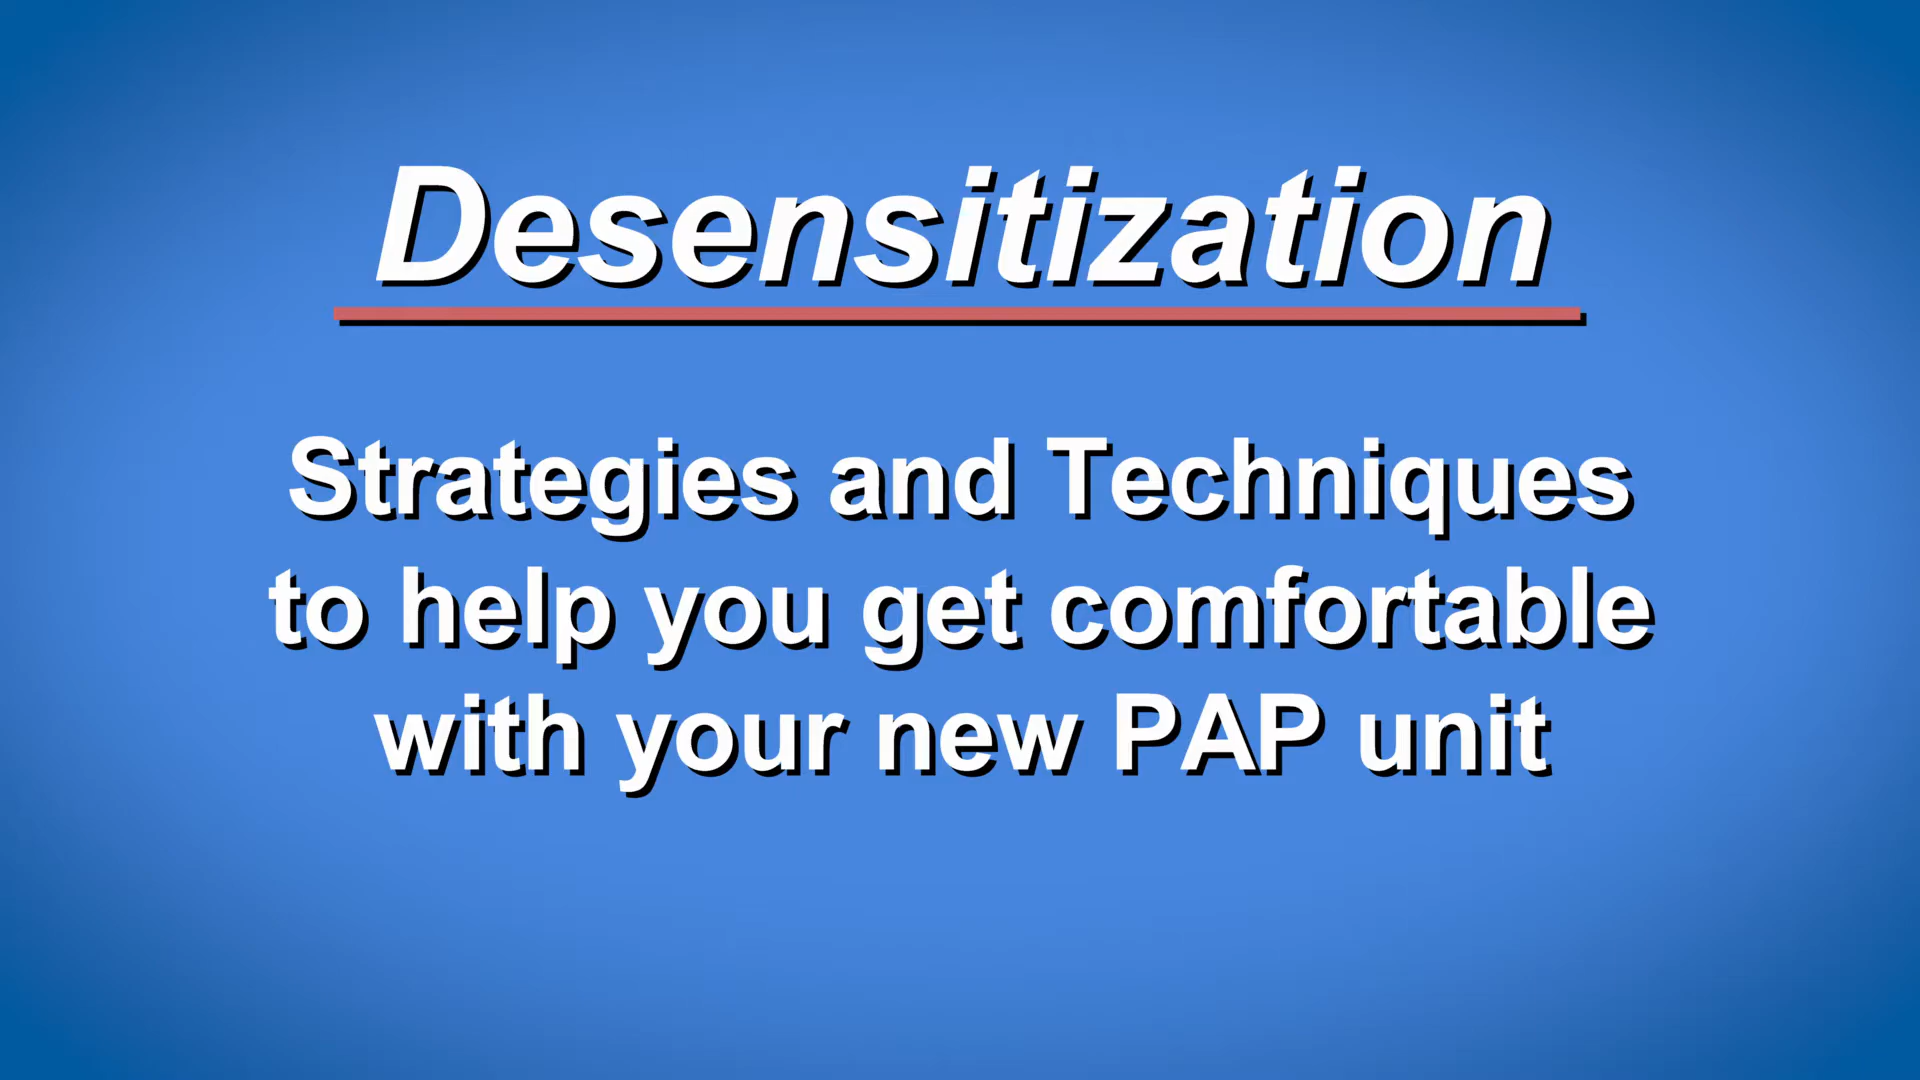 Desensitization
Strategies and Techniques
to help you get comfortable
with your new PAP unit